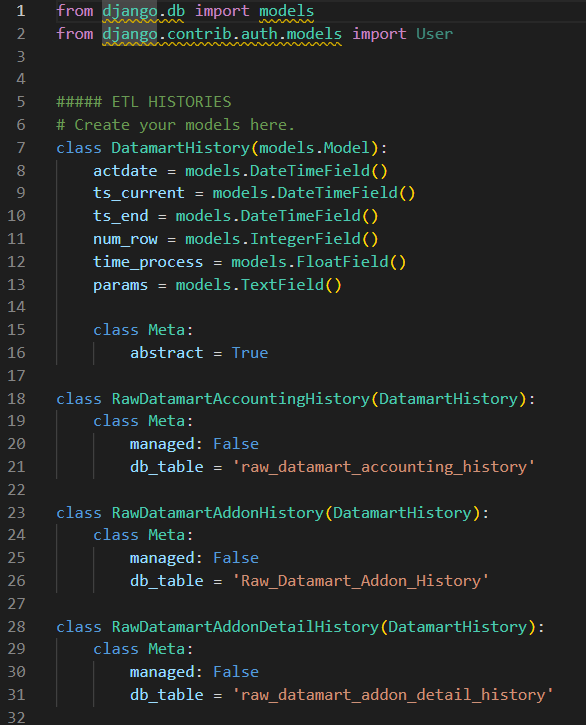 1 from django.db import models
2 from django.contrib.auth.models import User
3
4
5 ##### ETL HISTORIES
6 # Create your models here.
7 class DatamartHistory(models.Model):
8     actdate = models.DateTimeField()
9     ts_current = models.DateTimeField()
10     ts_end = models.DateTimeField()
11     num_row = models.IntegerField()
12     time_process = models.FloatField()
13     params = models.TextField()
14
15     class Meta:
16         abstract = True
17
18 class RawDatamartAccountingHistory(DatamartHistory):
19     class Meta:
20         managed: False
21         db_table = 'raw_datamart_accounting_history'
22
23 class RawDatamartAddonHistory(DatamartHistory):
24     class Meta:
25         managed: False
26         db_table = 'Raw_Datamart_Addon_History'
27
28 class RawDatamartAddonDetailHistory(DatamartHistory):
29     class Meta:
30         managed: False
31         db_table = 'raw_datamart_addon_detail_history'
32